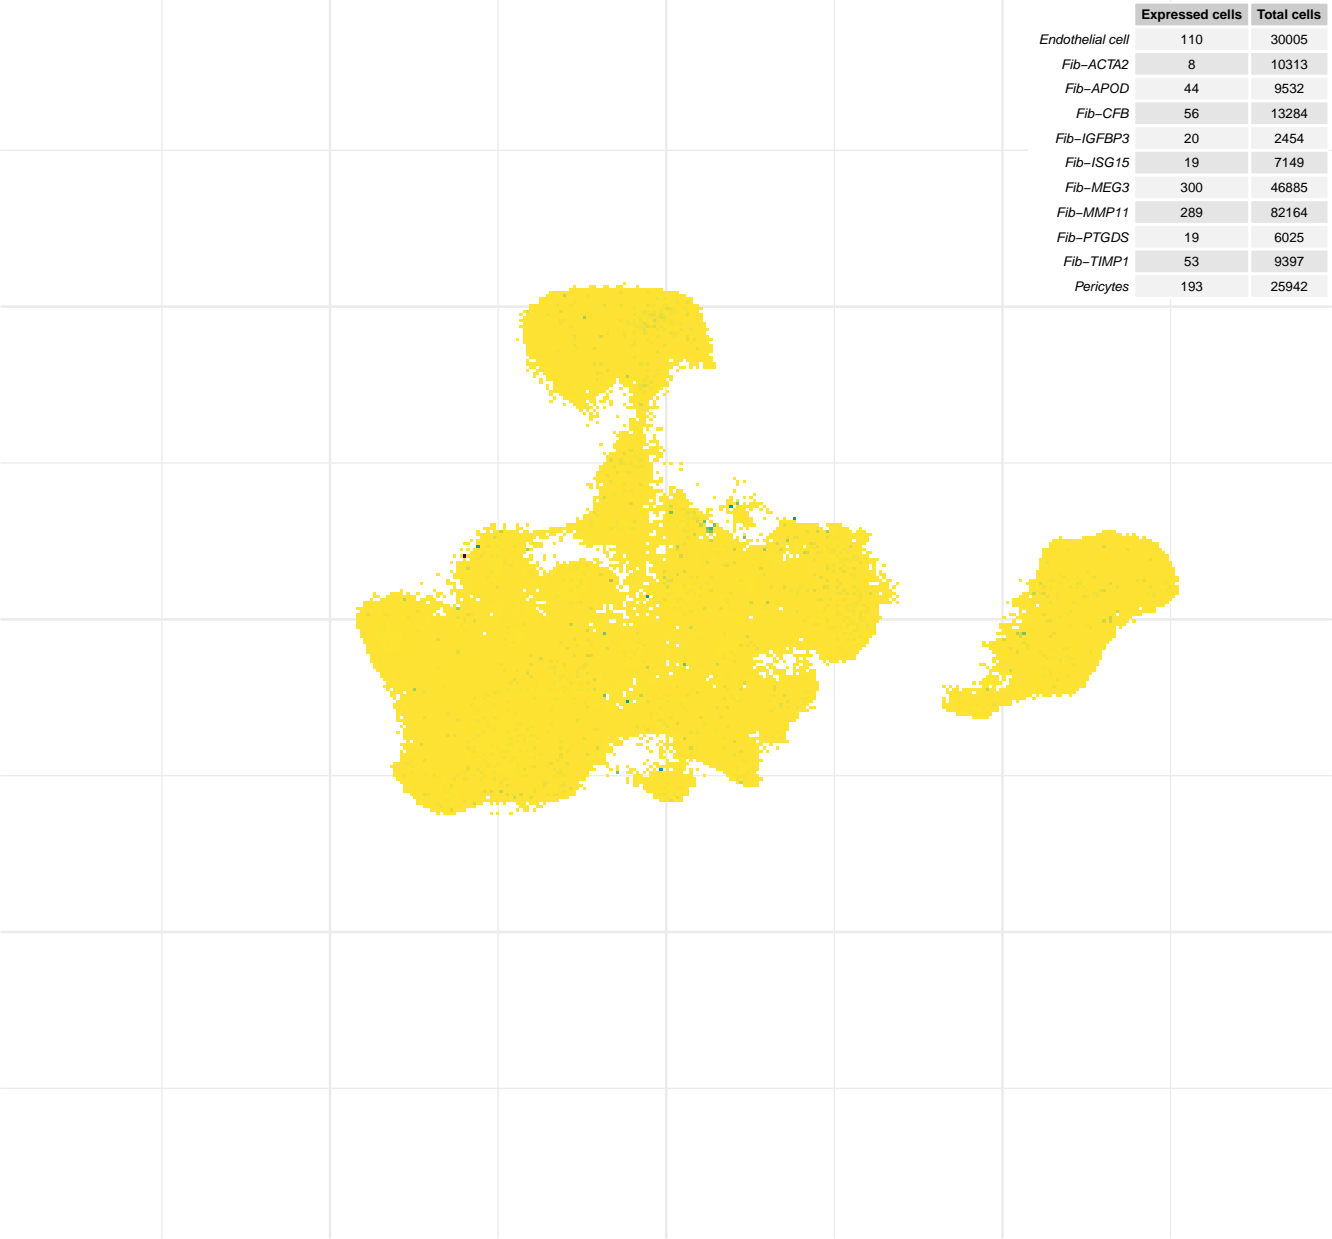 Expressed cells Total cells
Endothelial cell 110 30005
Fib−ACTA2 8 10313
Fib−APOD 44 9532
Fib−CFB 56 13284
Fib−IGFBP3 20 2454
Fib−ISG15 19 7149
Fib−MEG3 300 46885
Fib−MMP11 289 82164
Fib−PTGDS 19 6025
Fib−TIMP1 53 9397
Pericytes 193 25942